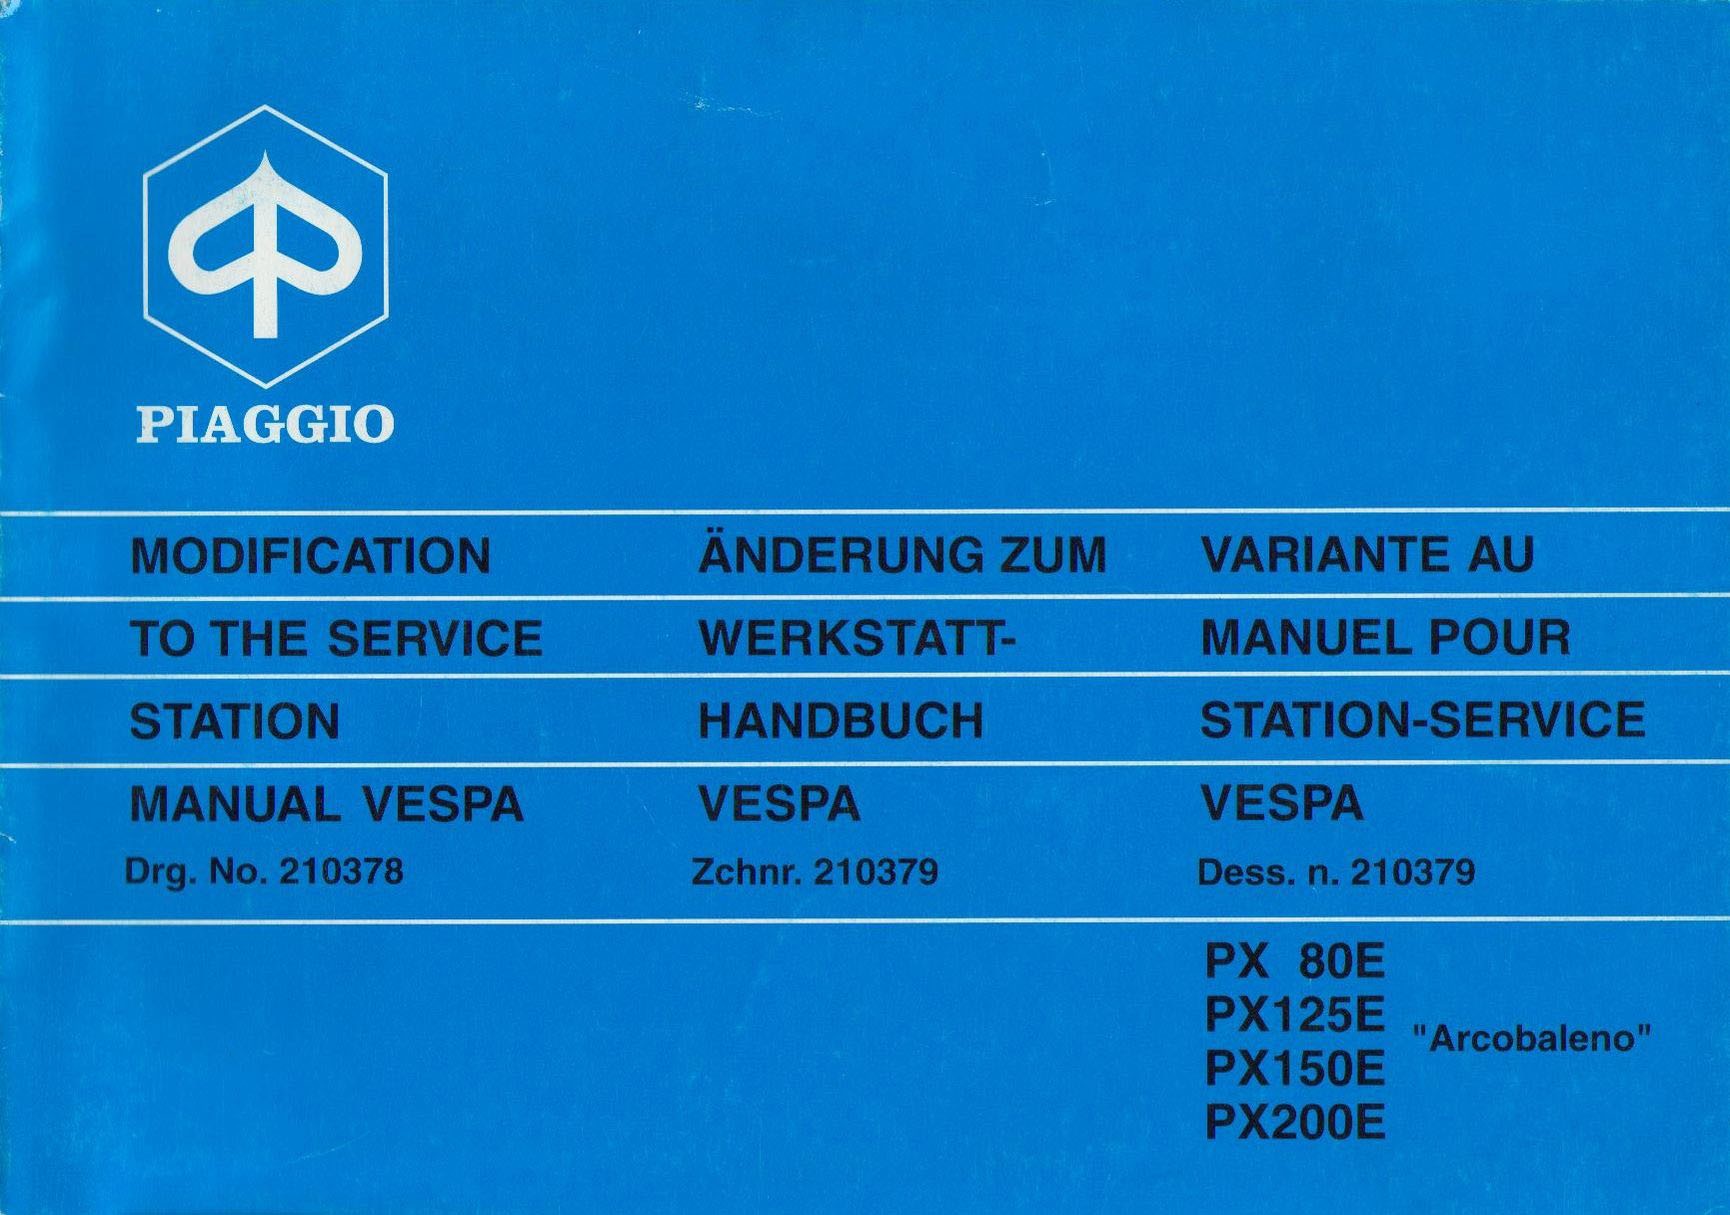 PIAGGIO
MODIFICATION
TO THE SERVICE
STATION
MANUAL VESPA
Drg. No. 210378
ÄNDERUNG ZUM
WERKSTATT-
HANDBUCH
VESPA
Zchnr. 210379
VARIANTE AU
MANUEL POUR
STATION-SERVICE
VESPA
Dess. n. 210379
PX 80E
PX125E
PX150E
PX200E
"Arcobaleno"